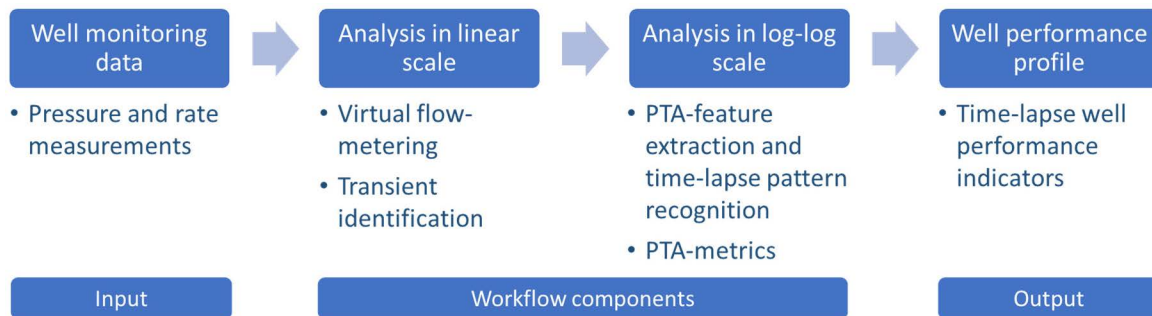 Well monitoring
data
• Pressure and rate
measurements
Analysis in linear
scale
• Virtual flow-
metering
• Transient
identification
Analysis in log-log
scale
• PTA-feature
extraction and
time-lapse pattern
recognition
• PTA-metrics
Well performance
profile
• Time-lapse well
performance
indicators
Input
Workflow components
Output